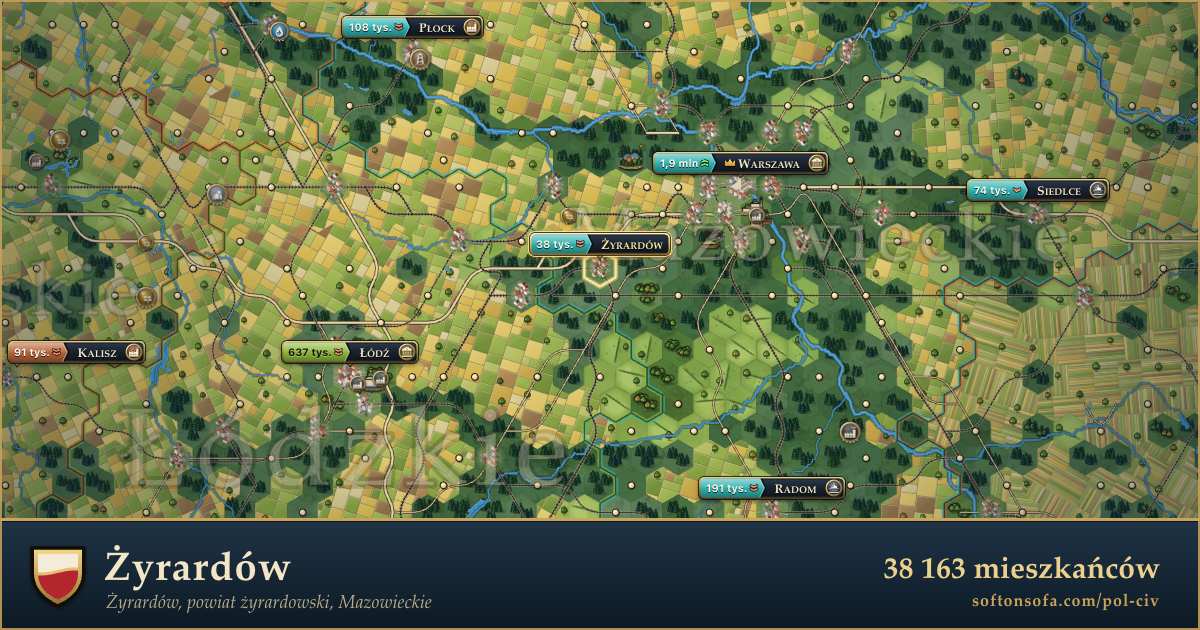 108 tys. Płock
1,9 mln Warszawa
74 tys. Siedlce
Mazowieckie
38 tys. Żyrardów
skie
91 tys. Kalisz
637 tys. Łódź
Łódzkie
191 tys. Radom
Żyrardów
38 163 mieszkańców
Żyrardów, powiat żyrardowski, Mazowieckie
softonsofa.com/pol-civ